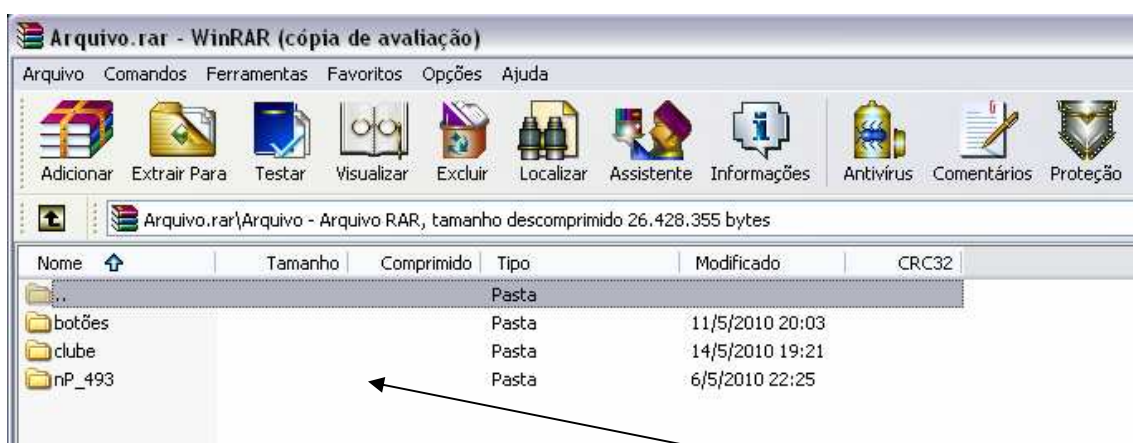 Arquivo.rar - WinRAR (cópia de avaliação)
Arquivo Comandos Ferramentas Favoritos Opções Ajuda
Adicionar Extrair Para Testar Visualizar Excluir Localizar Assistente Informações Antivírus Comentários Proteção
Arquivo.rar\Arquivo - Arquivo RAR, tamanho descomprimido 26.428.355 bytes
Nome Tamanho Comprimido Tipo Modificado CRC32
.. Pasta
botões Pasta 11/5/2010 20:03
clube Pasta 14/5/2010 19:21
nP_493 Pasta 6/5/2010 22:25